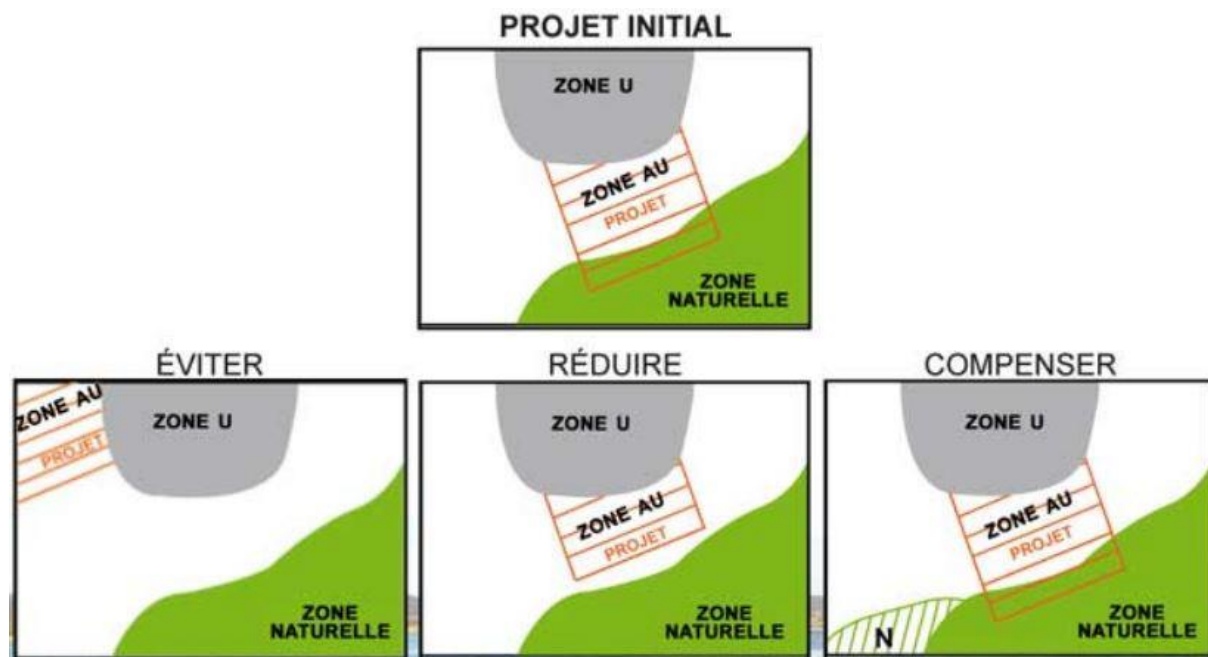 PROJET INITIAL
ZONE U
ZONE AU
PROJET
ZONE
NATURELLE
ÉVITER
ZONE AU
PROJET
ZONE U
ZONE
NATURELLE
RÉDUIRE
ZONE U
ZONE AU
PROJET
ZONE
NATURELLE
COMPENSER
ZONE U
ZONE AU
PROJET
N
ZONE
NATURELLE